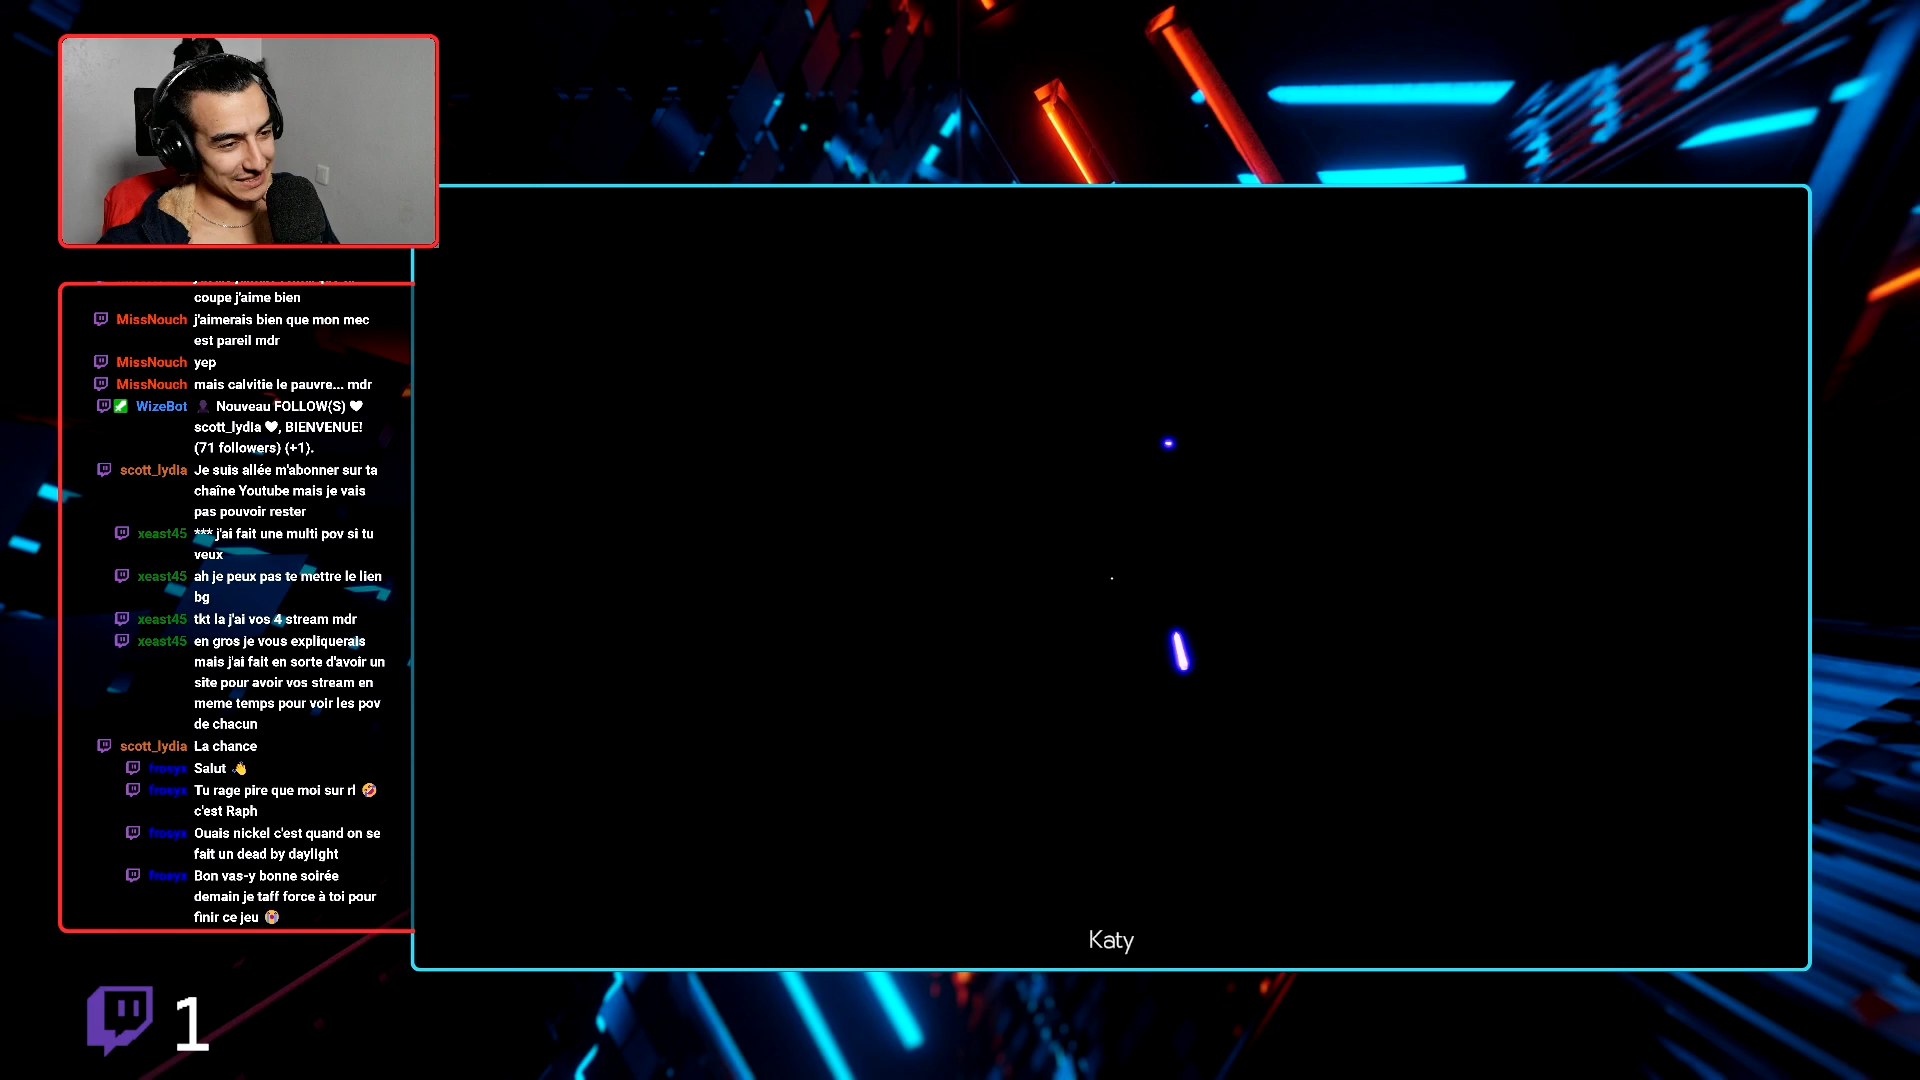 coupe j'aime bien
MissNouch j'aimerais bien que mon mec
est pareil mdr
MissNouch yep
MissNouch mais calvitie le pauvre... mdr
WizeBot 👤 Nouveau FOLLOW(S) ♥
scott_lydia ♥, BIENVENUE!
(71 followers) (+1).
scott_lydia Je suis allée m'abonner sur ta
chaîne Youtube mais je vais
pas pouvoir rester
xeast45 *** j'ai fait une multi pov si tu
veux
xeast45 ah je peux pas te mettre le lien
bg
xeast45 tkt la j'ai vos 4 stream mdr
xeast45 en gros je vous expliquerais
mais j'ai fait en sorte d'avoir un
site pour avoir vos stream en
meme temps pour voir les pov
de chacun
scott_lydia La chance
Salut 👋
Tu rage pire que moi sur rl 🤣
c'est Raph
Ouais nickel c'est quand on se
fait un dead by daylight
Bon vas-y bonne soirée
demain je taff force à toi pour
finir ce jeu
Katy
1